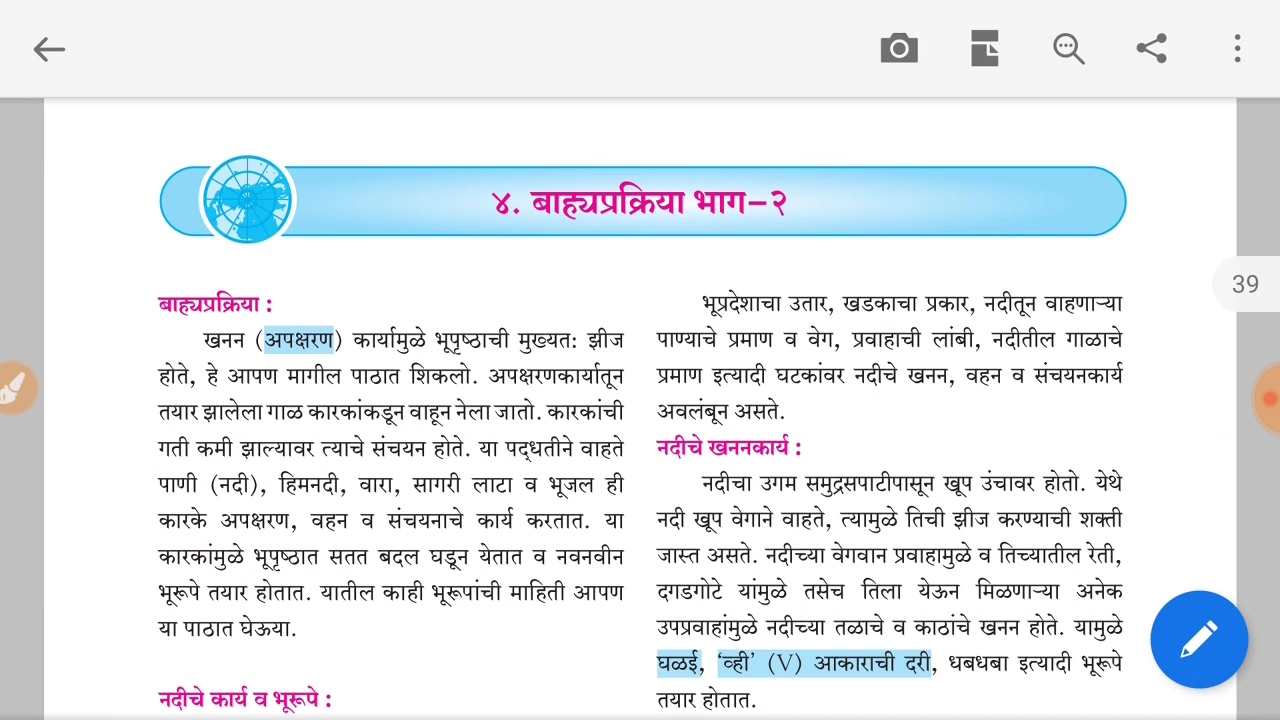 39
४. बाह्यप्रक्रिया भाग-२
बाह्यप्रक्रिया :
खनन (अपक्षरण) कार्यामुळे भूपृष्ठाची मुख्यतः झीज
होते, हे आपण मागील पाठात शिकलो. अपक्षरणकार्यातून
तयार झालेला गाळ कारकांकडून वाहून नेला जातो. कारकांची
गती कमी झाल्यावर त्याचे संचयन होते. या पद्धतीने वाहते
पाणी (नदी), हिमनदी, वारा, सागरी लाटा व भूजल ही
कारके अपक्षरण, वहन व संचयनाचे कार्य करतात. या
कारकांमुळे भूपृष्ठात सतत बदल घडून येतात व नवनवीन
भूरूपे तयार होतात. यातील काही भूरूपांची माहिती आपण
या पाठात घेऊया.
नदीचे कार्य व भूरूपे :
भूप्रदेशाचा उतार, खडकाचा प्रकार, नदीतून वाहणाऱ्या
पाण्याचे प्रमाण व वेग, प्रवाहाची लांबी, नदीतील गाळाचे
प्रमाण इत्यादी घटकांवर नदीचे खनन, वहन व संचयनकार्य
अवलंबून असते.
नदीचे खननकार्य :
नदीचा उगम समुद्रसपाटीपासून खूप उंचावर होतो. येथे
नदी खूप वेगाने वाहते, त्यामुळे तिची झीज करण्याची शक्ती
जास्त असते. नदीच्या वेगवान प्रवाहामुळे व तिच्यातील रेती,
दगडगोटे यांमुळे तसेच तिला येऊन मिळणाऱ्या अनेक
उपप्रवाहांमुळे नदीच्या तळाचे व काठांचे खनन होते. यामुळे
घळई, ‘व्ही’ (V) आकाराची दरी, धबधबा इत्यादी भूरूपे
तयार होतात.